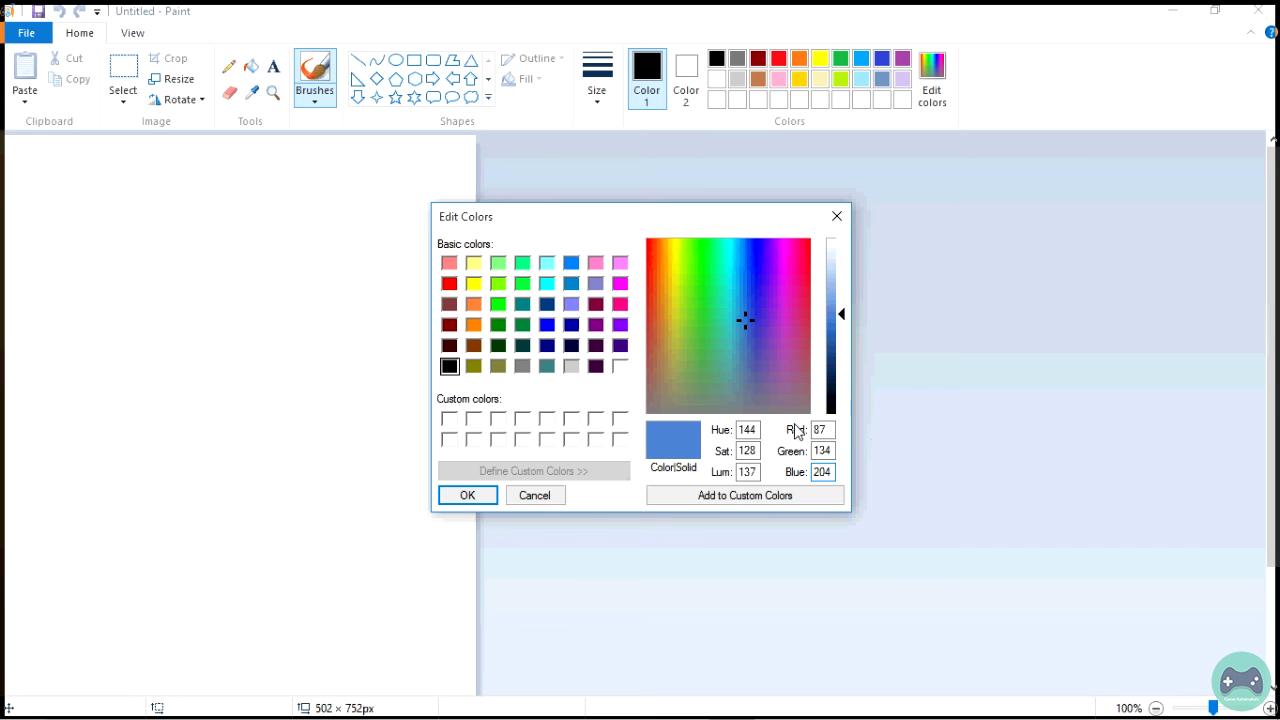 Untitled - Paint
File
Home
View
Paste
Cut
Copy
Clipboard
Select
Crop
Resize
Rotate
Image
A
Tools
Brushes
Outline
Fill
Shapes
Size
Color 1
Color 2
Edit colors
Colors
Edit Colors
Basic colors:
Custom colors:
Define Custom Colors >>
OK
Cancel
Color|Solid
Hue: 144
Sat: 128
Lum: 137
87
Green: 134
Blue: 204
Add to Custom Colors
502 × 752px
100%